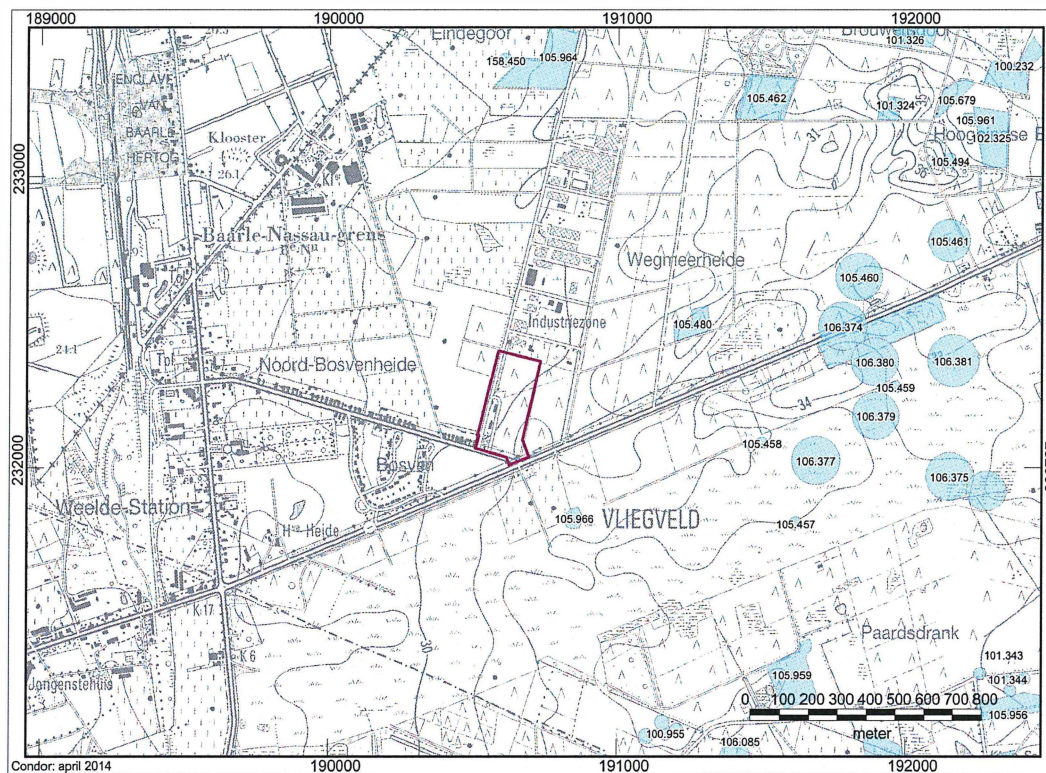 189000
190000
191000
192000
Eindegoor
158.450
105.964
101.326
100.232
ENCLAVE
VAN
BAARLE
HERTOG
105.462
101.324
105.679
105.961
102.325
Klooster
26.1
105.494
233000
Baarle-Nassau-grens
Wegmeerheide
105.461
105.460
Industriezone
105.480
106.374
24.1
Noord-Bosvenheide
106.380
106.381
105.459
34
106.379
105.458
232000
Bosven
106.377
106.375
Weelde-Station
VLIEGVELD
105.966
105.457
Heide
K 17
30
Paardsdrank
K 6
101.343
Jongenstehuis
105.959
101.344
0 100 200 300 400 500 600 700 800
105.956
meter
100.955
106.085
Condor: april 2014
190000
191000
192000